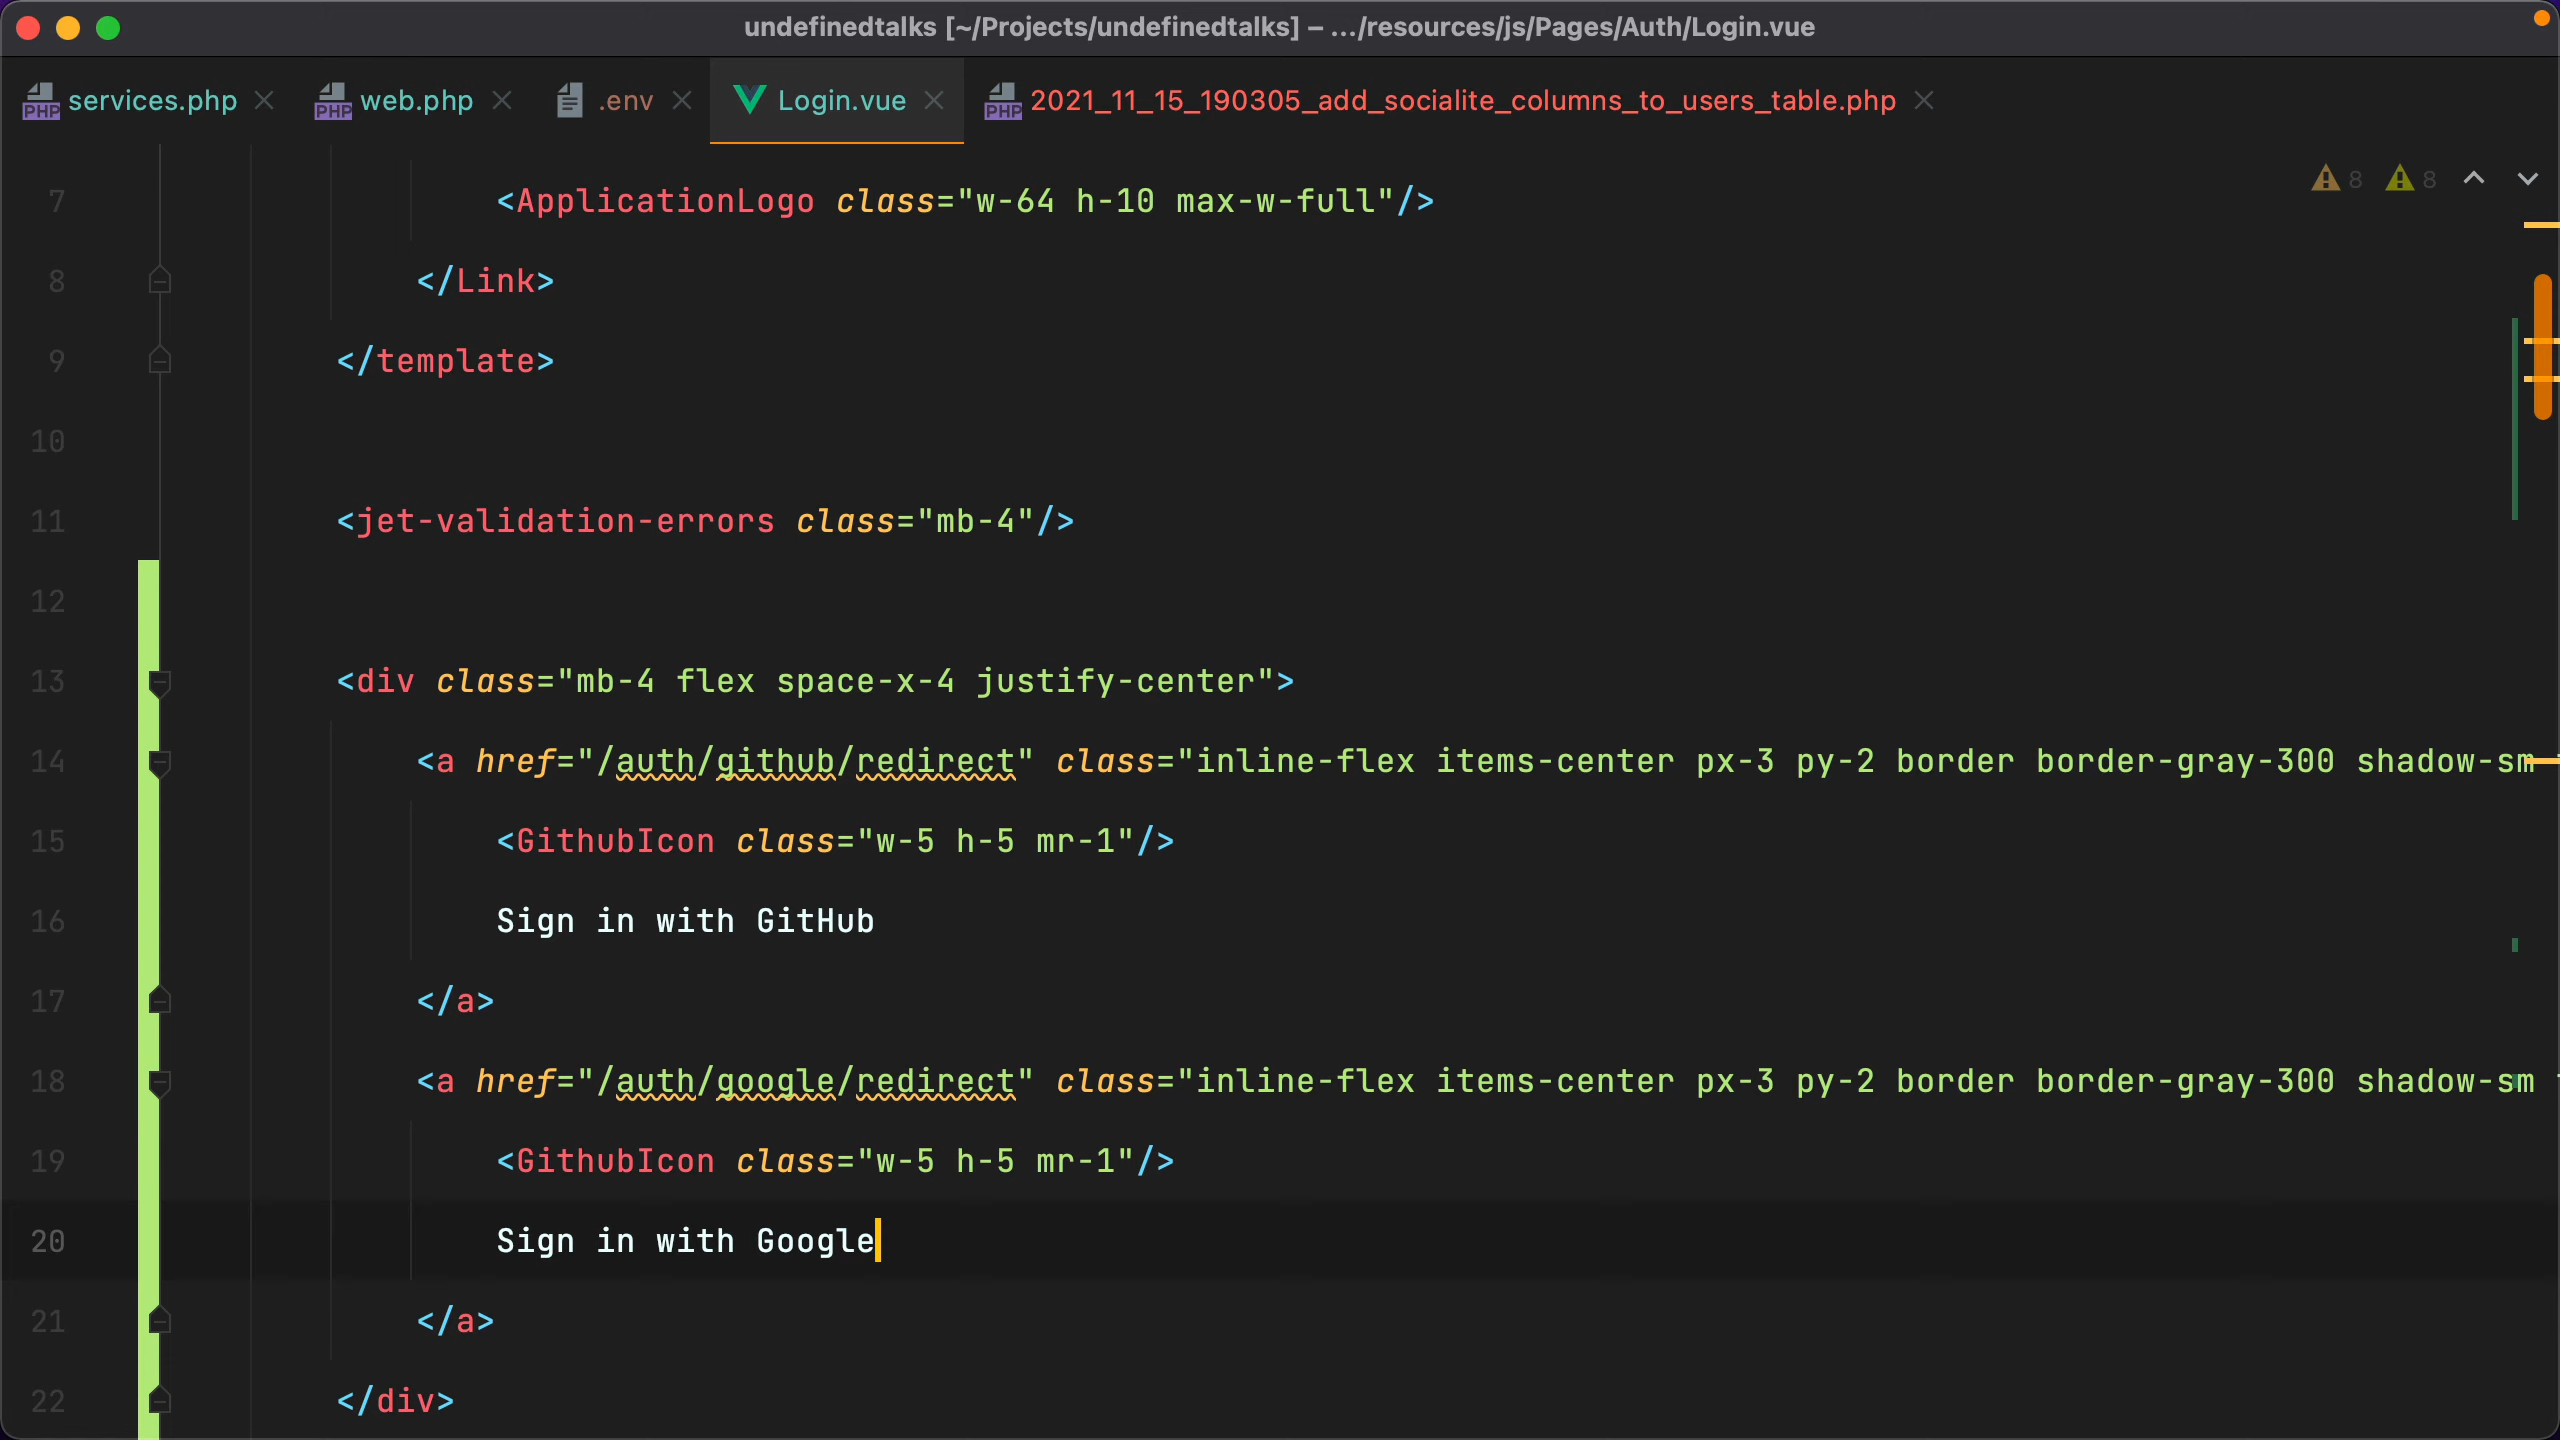 undefinedtalks [~/Projects/undefinedtalks] – .../resources/js/Pages/Auth/Login.vue
services.php web.php .env Login.vue 2021_11_15_190305_add_socialite_columns_to_users_table.php
8 8
7 <ApplicationLogo class="w-64 h-10 max-w-full"/>
8 </Link>
9 </template>
10
11 <jet-validation-errors class="mb-4"/>
12
13 <div class="mb-4 flex space-x-4 justify-center">
14 <a href="/auth/github/redirect" class="inline-flex items-center px-3 py-2 border border-gray-300 shadow-sm
15 <GithubIcon class="w-5 h-5 mr-1"/>
16 Sign in with GitHub
17 </a>
18 <a href="/auth/google/redirect" class="inline-flex items-center px-3 py-2 border border-gray-300 shadow-sm
19 <GithubIcon class="w-5 h-5 mr-1"/>
20 Sign in with Google
21 </a>
22 </div>